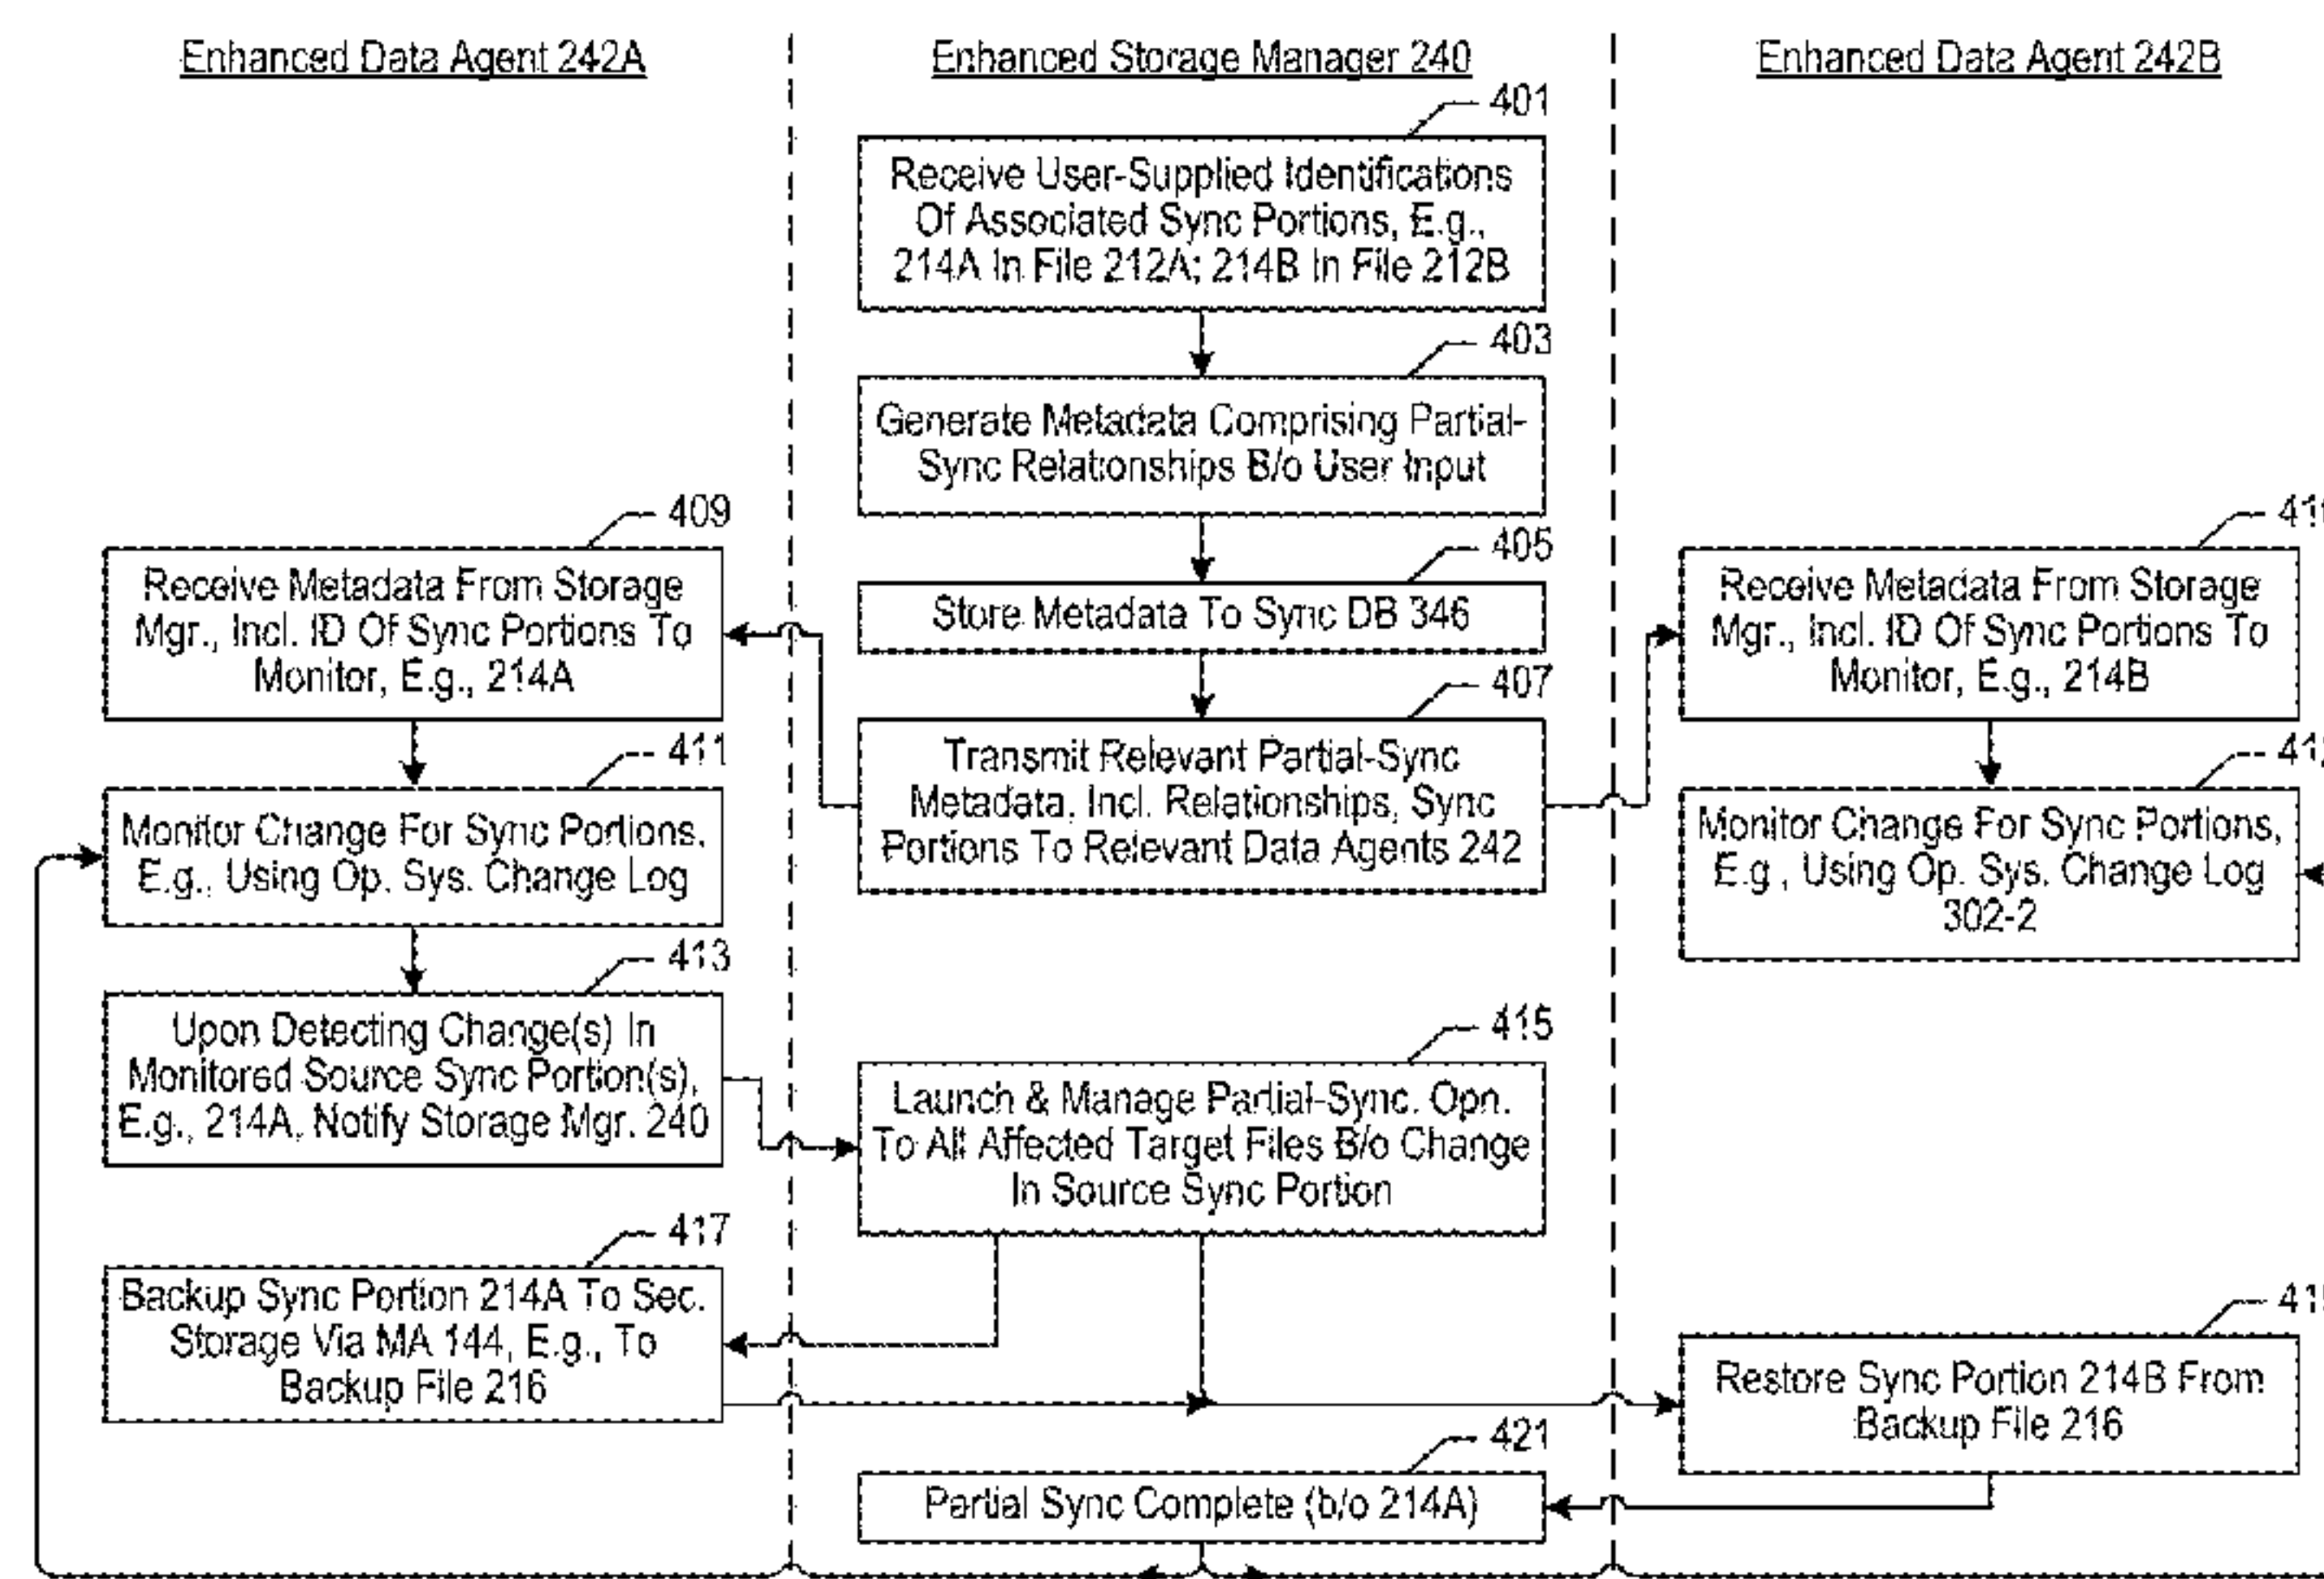 Enhanced Data Agent 242A
Enhanced Storage Manager 240
Enhanced Data Agent 242B
401
Receive User-Supplied Identifications
Of Associated Sync Portions, E.g.,
214A In File 212A; 214B In File 212B
403
Generate Metadata Comprising Partial-
Sync Relationships B/o User Input
409
Receive Metadata From Storage
Mgr., Incl. ID Of Sync Portions To
Monitor, E.g., 214A
405
Store Metadata To Sync DB 346
Receive Metadata From Storage
Mgr., Incl. ID Of Sync Portions To
Monitor, E.g., 214B
407
Transmit Relevant Partial-Sync
Metadata, Incl. Relationships, Sync
Portions To Relevant Data Agents 242
411
Monitor Change For Sync Portions,
E.g., Using Op. Sys. Change Log
Monitor Change For Sync Portions,
E.g., Using Op. Sys. Change Log
302-2
413
Upon Detecting Change(s) In
Monitored Source Sync Portion(s),
E.g., 214A, Notify Storage Mgr. 240
415
Launch & Manage Partial-Sync. Opn.
To All Affected Target Files B/o Change
In Source Sync Portion
417
Backup Sync Portion 214A To Sec.
Storage Via MA 144, E.g., To
Backup File 216
Restore Sync Portion 214B From
Backup File 216
421
Partial Sync Complete (b/o 214A)